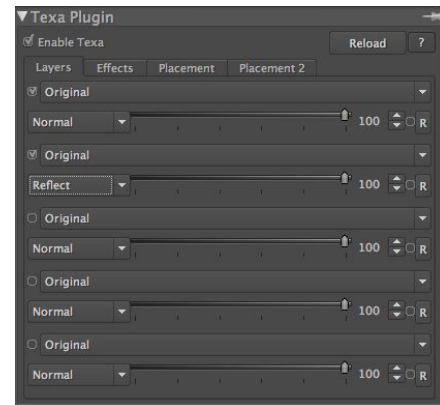 Texa Plugin
Enable Texa Reload ?
Layers Effects Placement Placement 2
Original
Normal 100 R
Original
Reflect 100 R
Original
Normal 100 R
Original
Normal 100 R
Original
Normal 100 R